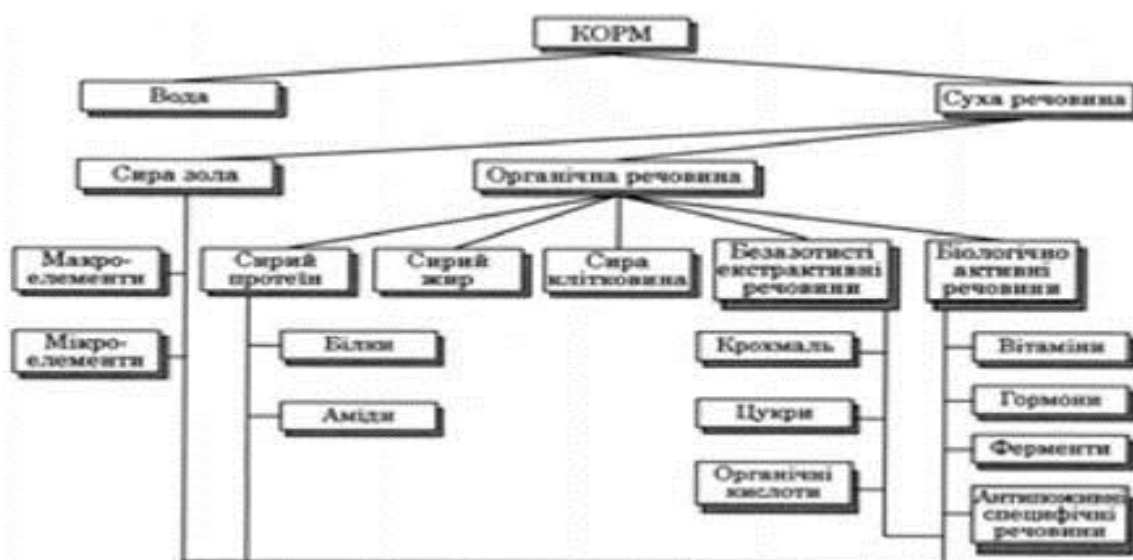 КОРМ
Вода
Суха речовина
Сира зола
Органічна речовина
Макро-
елементи
Сирий
протеїн
Сирий
жир
Сира
клітковина
Безазотисті
екстрактивні
речовини
Біологічно
активні
речовини
Мікро-
елементи
Білки
Крохмаль
Вітаміни
Аміди
Цукри
Гормони
Ферменти
Органічні
кислоти
Антипоживні
специфічні
речовини